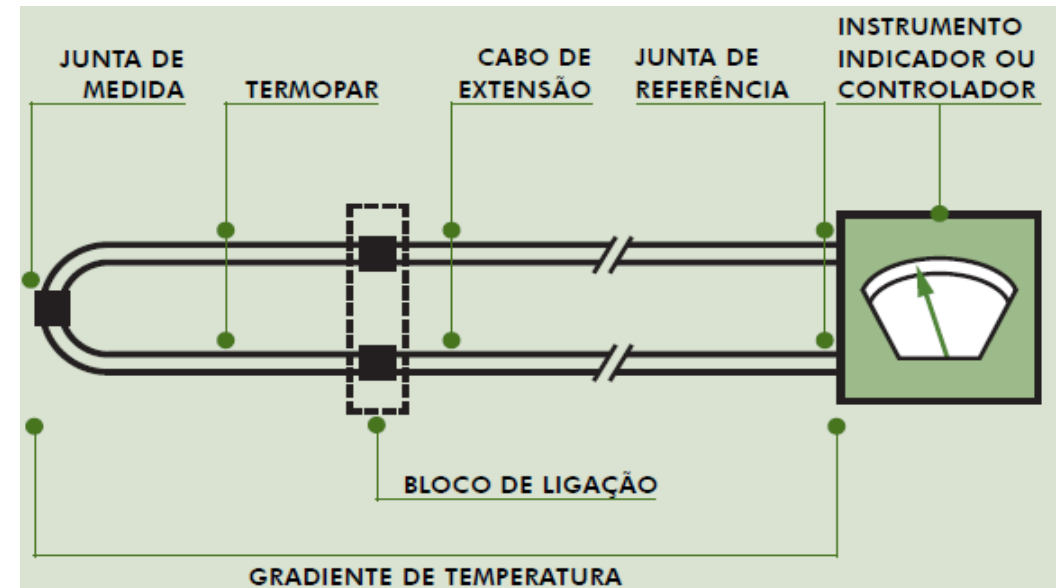 JUNTA DE
MEDIDA
TERMOPAR
CABO DE
EXTENSÃO
JUNTA DE
REFERÊNCIA
INSTRUMENTO
INDICADOR OU
CONTROLADOR
BLOCO DE LIGAÇÃO
GRADIENTE DE TEMPERATURA